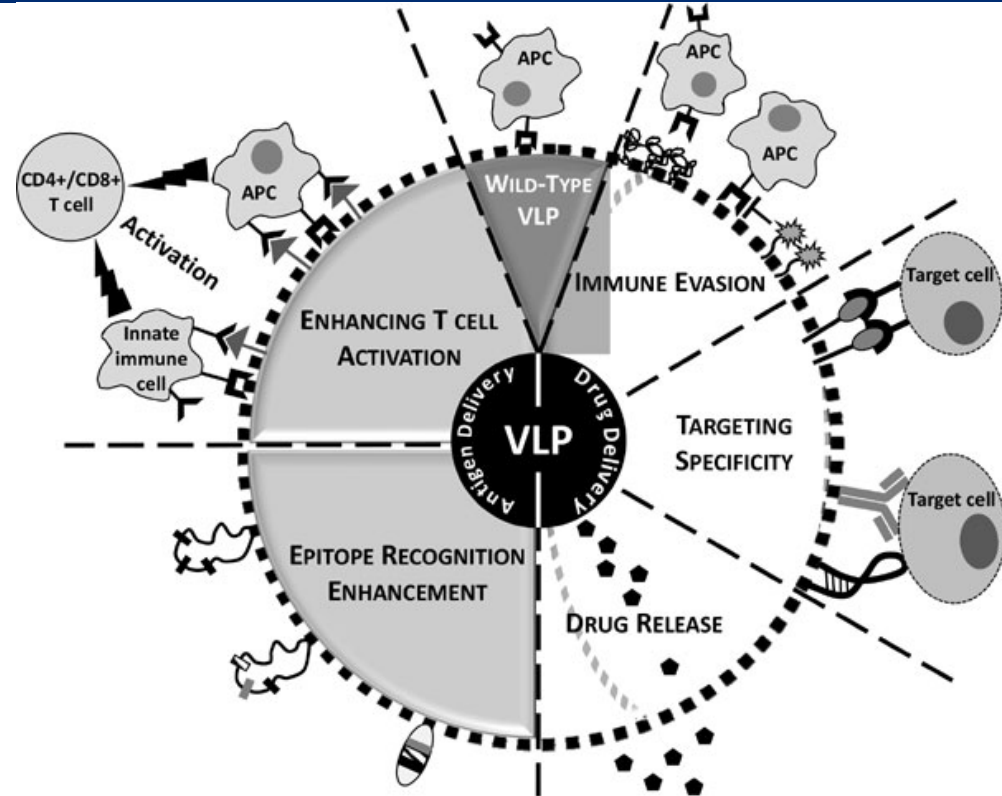 APC
APC
APC
APC
CD4+/CD8+
T cell
Activation
WILD-TYPE
VLP
IMMUNE EVASION
Target cell
Innate
immune
cell
ENHANCING T CELL
ACTIVATION
Antigen Delivery
Drug Delivery
VLP
TARGETING
SPECIFICITY
Target cell
EPITOPE RECOGNITION
ENHANCEMENT
DRUG RELEASE